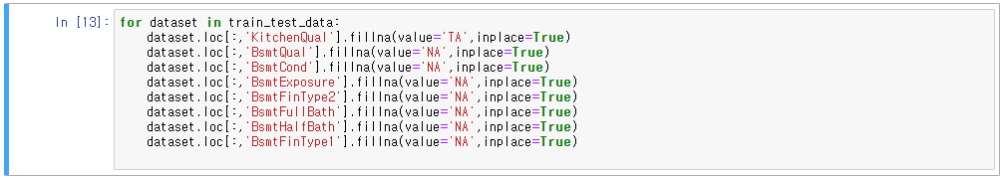 In [13]: for dataset in train_test_data:
    dataset.loc[:,'KitchenQual'].fillna(value='TA',inplace=True)
    dataset.loc[:,'BsmtQual'].fillna(value='NA',inplace=True)
    dataset.loc[:,'BsmtCond'].fillna(value='NA',inplace=True)
    dataset.loc[:,'BsmtExposure'].fillna(value='NA',inplace=True)
    dataset.loc[:,'BsmtFinType2'].fillna(value='NA',inplace=True)
    dataset.loc[:,'BsmtFullBath'].fillna(value='NA',inplace=True)
    dataset.loc[:,'BsmtHalfBath'].fillna(value='NA',inplace=True)
    dataset.loc[:,'BsmtFinType1'].fillna(value='NA',inplace=True)